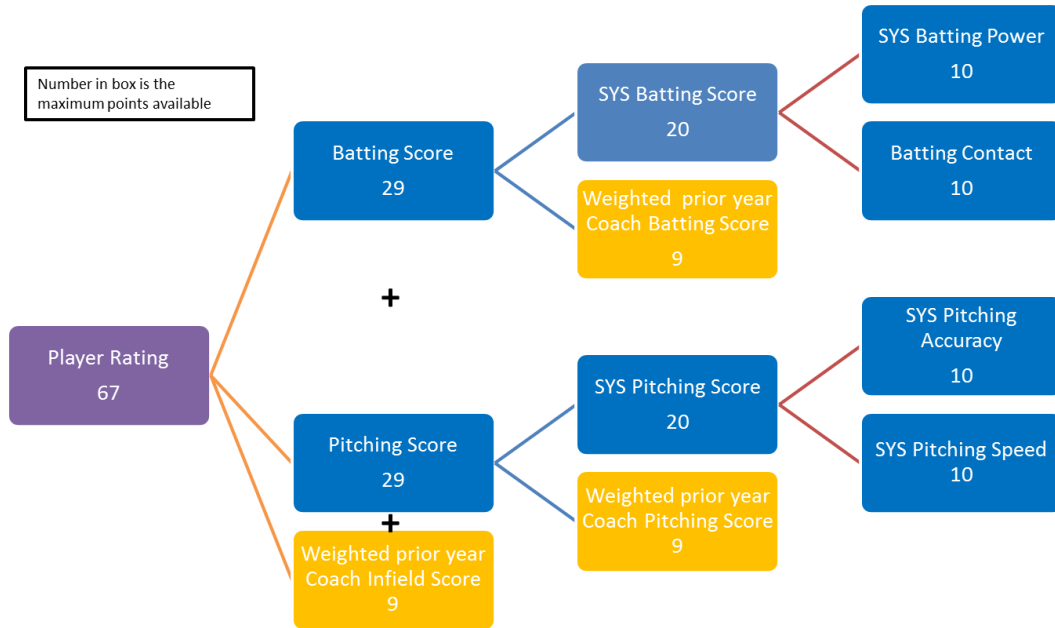 Number in box is the
maximum points available
Player Rating
67
Batting Score
29
+
Pitching Score
29
+
Weighted prior year
Coach Infield Score
9
SYS Batting Score
20
Weighted prior year
Coach Batting Score
9
SYS Pitching Score
20
Weighted prior year
Coach Pitching Score
9
SYS Batting Power
10
Batting Contact
10
SYS Pitching
Accuracy
10
SYS Pitching Speed
10